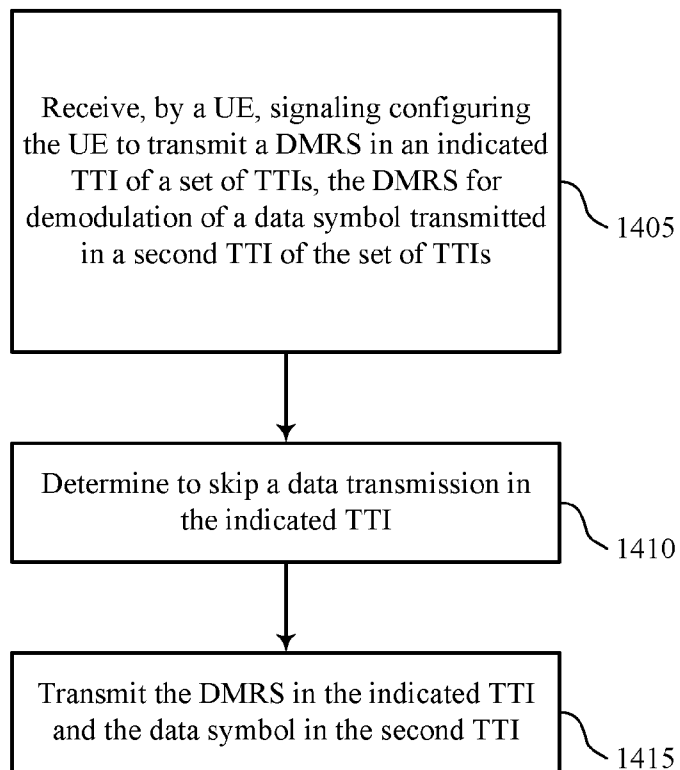 Receive, by a UE, signaling configuring
the UE to transmit a DMRS in an indicated
TTI of a set of TTIs, the DMRS for
demodulation of a data symbol transmitted
in a second TTI of the set of TTIs
1405
Determine to skip a data transmission in
the indicated TTI
1410
Transmit the DMRS in the indicated TTI
and the data symbol in the second TTI
1415